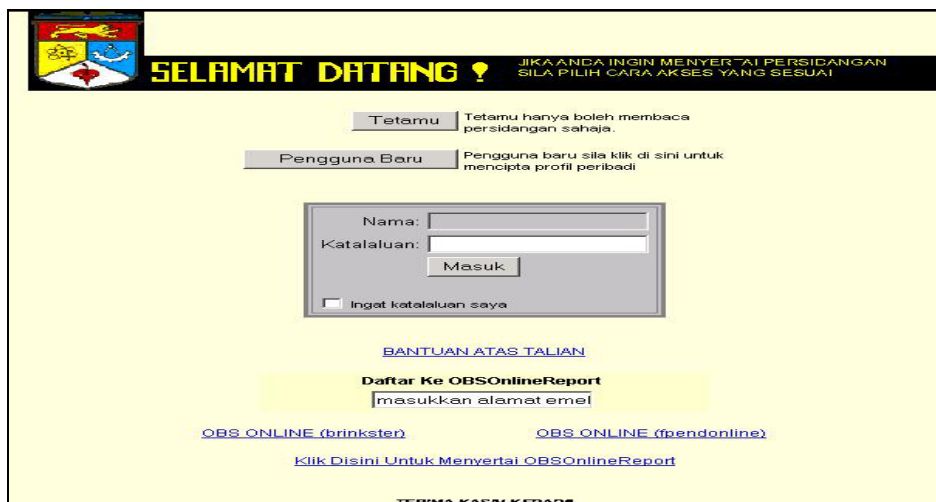 SELAMAT DATANG !
JIKA ANDA INGIN MENYERTAI PERSIDANGAN
SILA PILIH CARA AKSES YANG SESUAI
Tetamu
Tetamu hanya boleh membaca
persidangan sahaja.
Pengguna Baru
Pengguna baru sila klik di sini untuk
mencipta profil peribadi
Nama:
Katalaluan:
Masuk
Ingat katalaluan saya
BANTUAN ATAS TALIAN
Daftar Ke OBSOnlineReport
masukkan alamat emel
OBS ONLINE (brinkster) OBS ONLINE (fpendonline)
Klik Disini Untuk Menyertai OBSOnlineReport